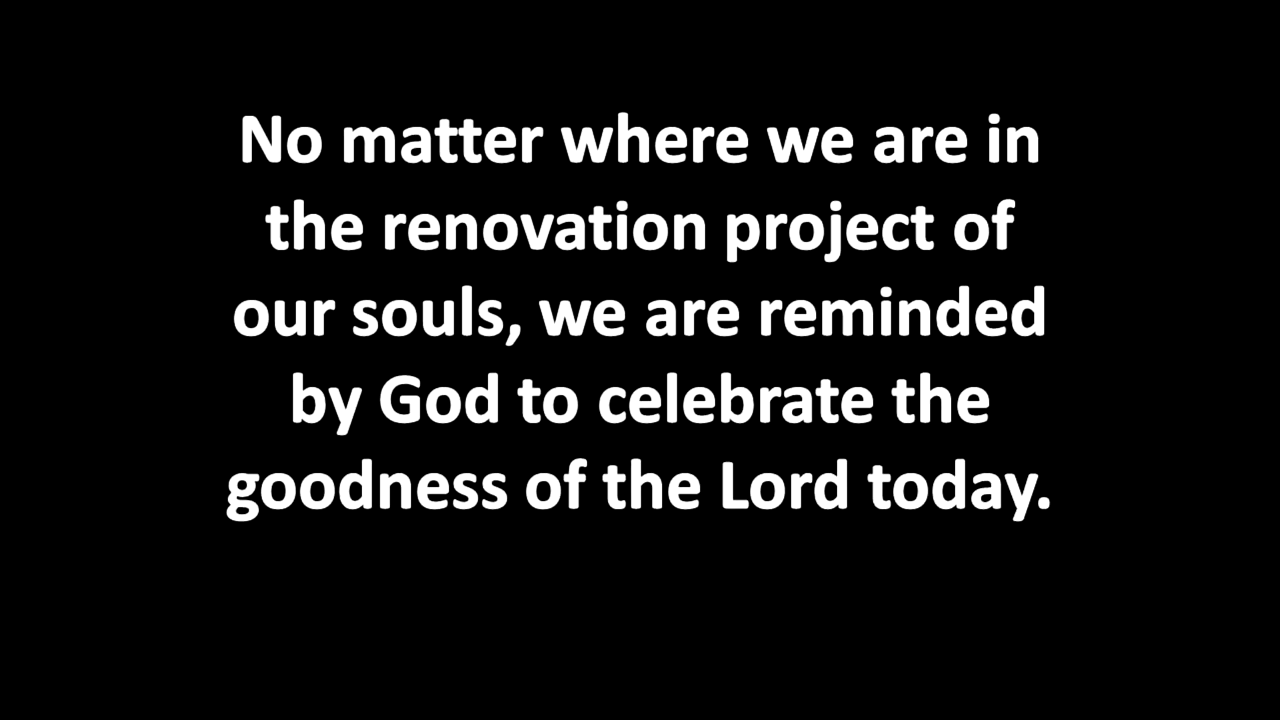 No matter where we are in
the renovation project of
our souls, we are reminded
by God to celebrate the
goodness of the Lord today.